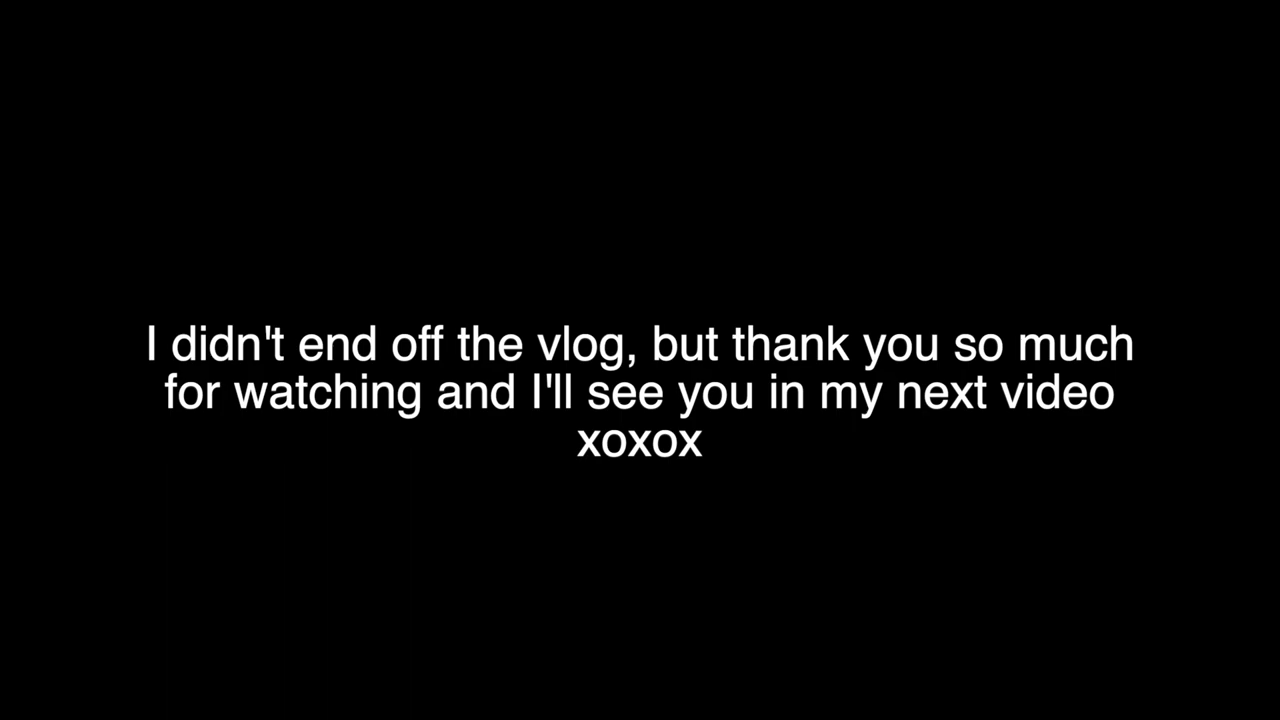 I didn't end off the vlog, but thank you so much
for watching and I'll see you in my next video
xoxox